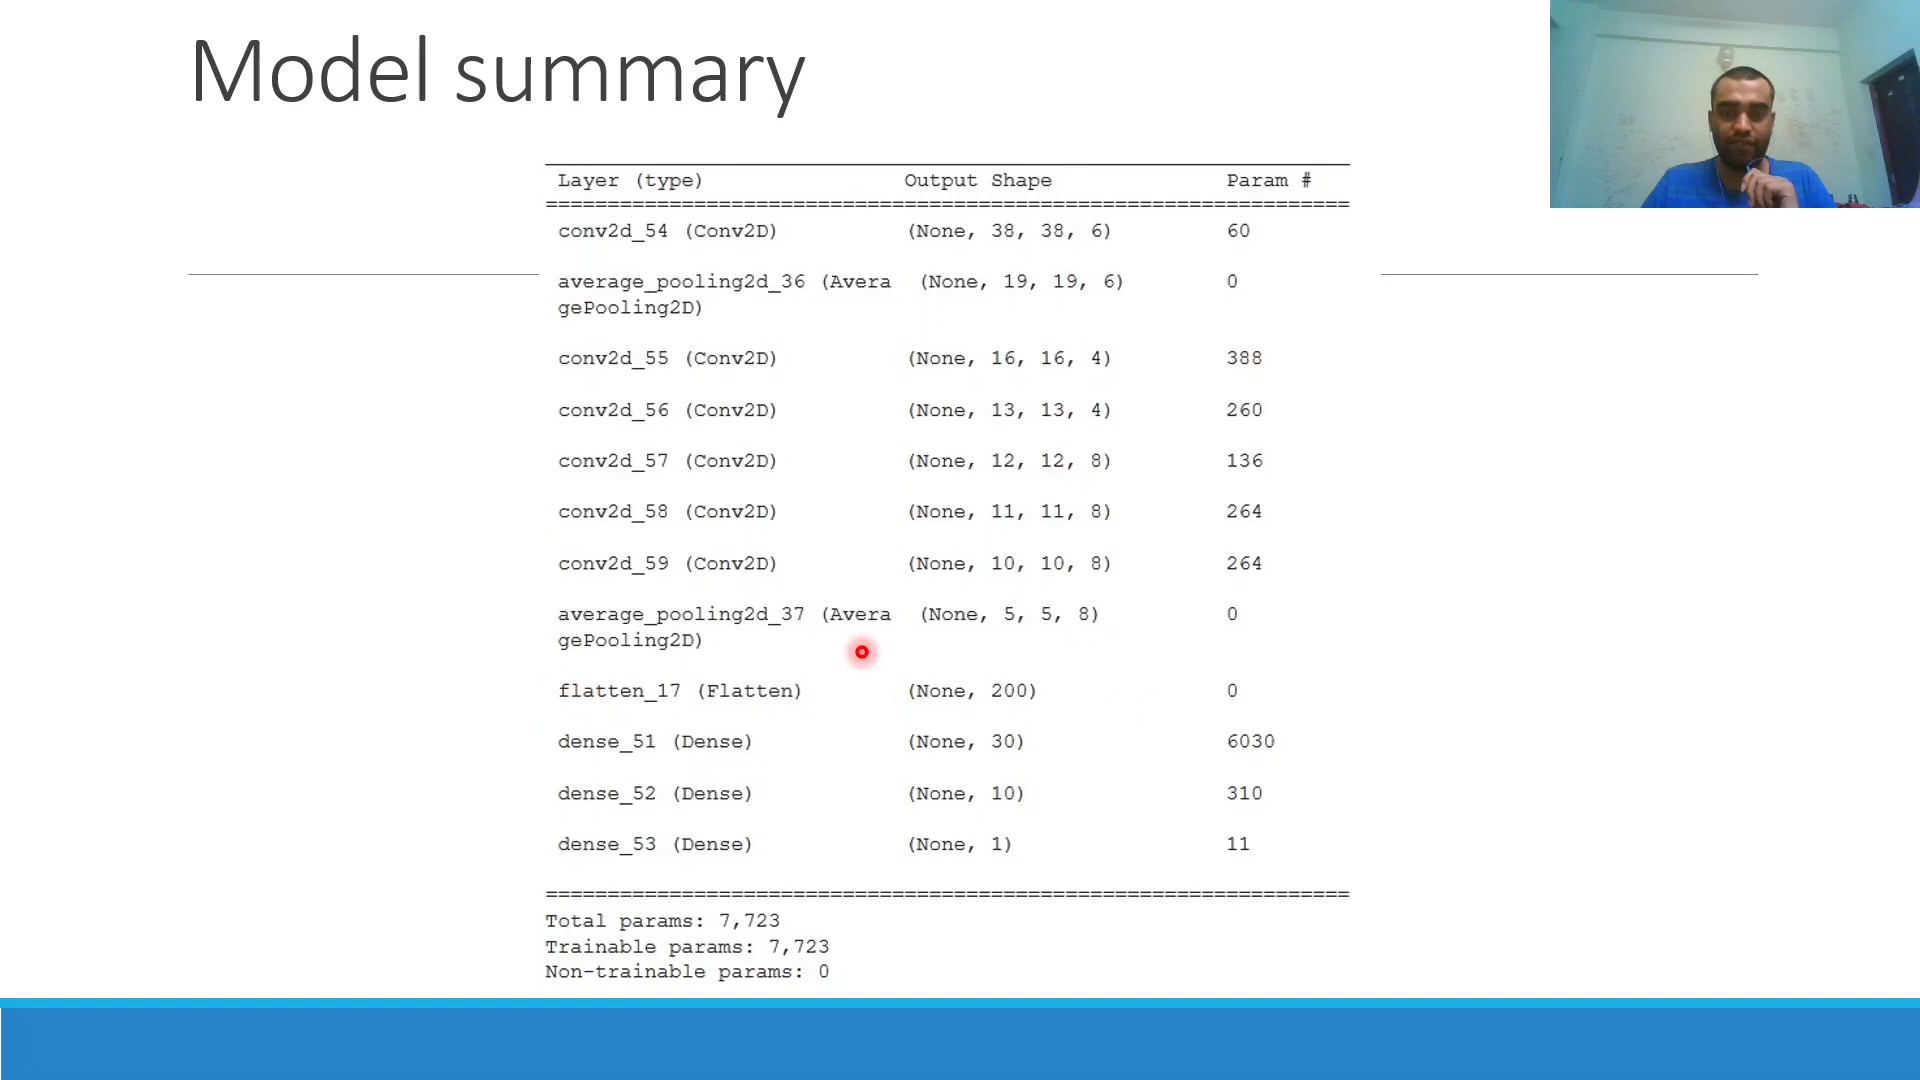 Model summary
Layer (type) Output Shape Param #
conv2d_54 (Conv2D) (None, 38, 38, 6) 60
average_pooling2d_36 (Avera (None, 19, 19, 6) 0
gePooling2D)
conv2d_55 (Conv2D) (None, 16, 16, 4) 388
conv2d_56 (Conv2D) (None, 13, 13, 4) 260
conv2d_57 (Conv2D) (None, 12, 12, 8) 136
conv2d_58 (Conv2D) (None, 11, 11, 8) 264
conv2d_59 (Conv2D) (None, 10, 10, 8) 264
average_pooling2d_37 (Avera (None, 5, 5, 8) 0
gePooling2D)
flatten_17 (Flatten) (None, 200) 0
dense_51 (Dense) (None, 30) 6030
dense_52 (Dense) (None, 10) 310
dense_53 (Dense) (None, 1) 11
Total params: 7,723
Trainable params: 7,723
Non-trainable params: 0